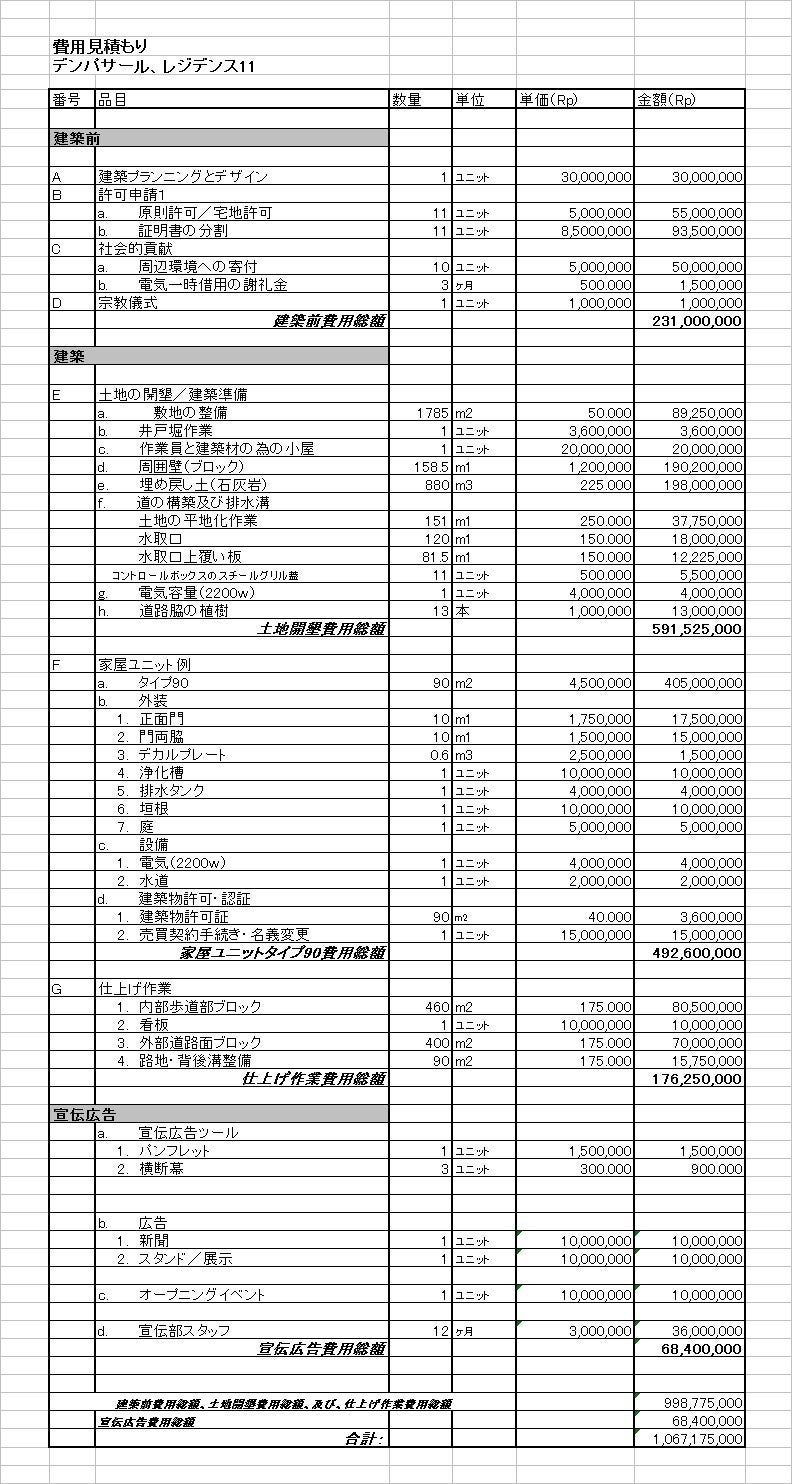 費用見積もり
デンパサール、レジデンス11
番号 品目 数量 単位 単価(Rp) 金額(Rp)
建築前
A 建築プランニングとデザイン 1 ユニット 30,000,000 30,000,000
B 許可申請1
a. 原則許可/宅地許可 11 ユニット 5,000,000 55,000,000
b. 証明書の分割 11 ユニット 8,5000,000 93,500,000
C 社会的貢献
a. 周辺環境への寄付 10 ユニット 5,000,000 50,000,000
b. 電気一時借用の謝礼金 3 ヶ月 500.000 1,500,000
D 宗教儀式 1 ユニット 1,000,000 1,000,000
建築前費用総額 231,000,000
建築
E 土地の開墾/建築準備
a. 敷地の整備 1785 m2 50.000 89,250,000
b. 井戸堀作業 1 ユニット 3,600,000 3,600,000
c. 作業員と建築材の為の小屋 1 ユニット 20,000,000 20,000,000
d. 周囲壁(ブロック) 158.5 m1 1,200,000 190,200,000
e. 埋め戻し土(石灰岩) 880 m3 225.000 198,000,000
f. 道の構築及び排水溝
土地の平地化作業 151 m1 250.000 37,750,000
水取口 120 m1 150.000 18,000,000
水取口上覆い板 81.5 m1 150.000 12,225,000
コントロールボックスのスチールグリル蓋 11 ユニット 500.000 5,500,000
g. 電気容量(2200w) 1 ユニット 4,000,000 4,000,000
h. 道路脇の植樹 13 本 1,000,000 13,000,000
土地開墾費用総額 591,525,000
F 家屋ユニット例
a. タイプ90 90 m2 4,500,000 405,000,000
b. 外装
1. 正面門 10 m1 1,750,000 17,500,000
2. 門両脇 10 m1 1,500,000 15,000,000
3. デカルプレート 0.6 m3 2,500,000 1,500,000
4. 浄化槽 1 ユニット 10,000,000 10,000,000
5. 排水タンク 1 ユニット 4,000,000 4,000,000
6. 垣根 1 ユニット 10,000,000 10,000,000
7. 庭 1 ユニット 5,000,000 5,000,000
c. 設備
1. 電気(2200w) 1 ユニット 4,000,000 4,000,000
2. 水道 1 ユニット 2,000,000 2,000,000
d. 建築物許可・認証
1. 建築物許可証 90 m2 40.000 3,600,000
2. 売買契約手続き・名義変更 1 ユニット 15,000,000 15,000,000
家屋ユニットタイプ90費用総額 492,600,000
G 仕上げ作業
1. 内部歩道部ブロック 460 m2 175.000 80,500,000
2. 看板 1 ユニット 10,000,000 10,000,000
3. 外部道路面ブロック 400 m2 175.000 70,000,000
4. 路地・背後溝整備 90 m2 175.000 15,750,000
仕上げ作業費用総額 176,250,000
宣伝広告
a. 宣伝広告ツール
1. パンフレット 1 ユニット 1,500,000 1,500,000
2. 横断幕 3 ユニット 300.000 900.000
b. 広告
1. 新聞 1 ユニット 10,000,000 10,000,000
2. スタンド/展示 1 ユニット 10,000,000 10,000,000
c. オープニングイベント 1 ユニット 10,000,000 10,000,000
d. 宣伝部スタッフ 12 ヶ月 3,000,000 36,000,000
宣伝広告費用総額 68,400,000
建築前費用総額、土地開墾費用総額、及び、仕上げ作業費用総額 998,775,000
宣伝広告費用総額 68,400,000
合計: 1,067,175,000